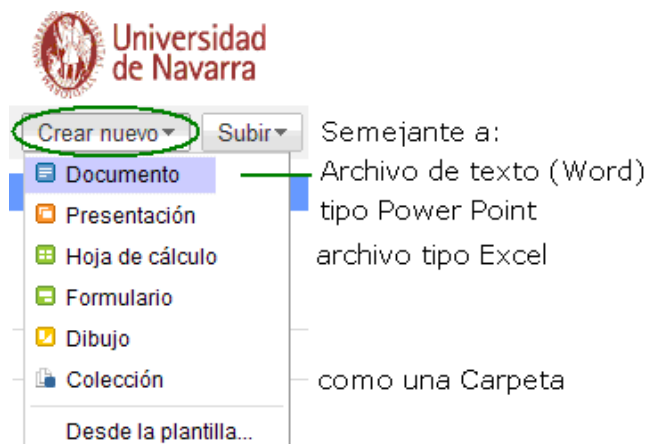 Universidad
de Navarra
Crear nuevo Subir Semejante a:
Documento Archivo de texto (Word)
Presentación tipo Power Point
Hoja de cálculo archivo tipo Excel
Formulario
Dibujo
Colección como una Carpeta
Desde la plantilla...